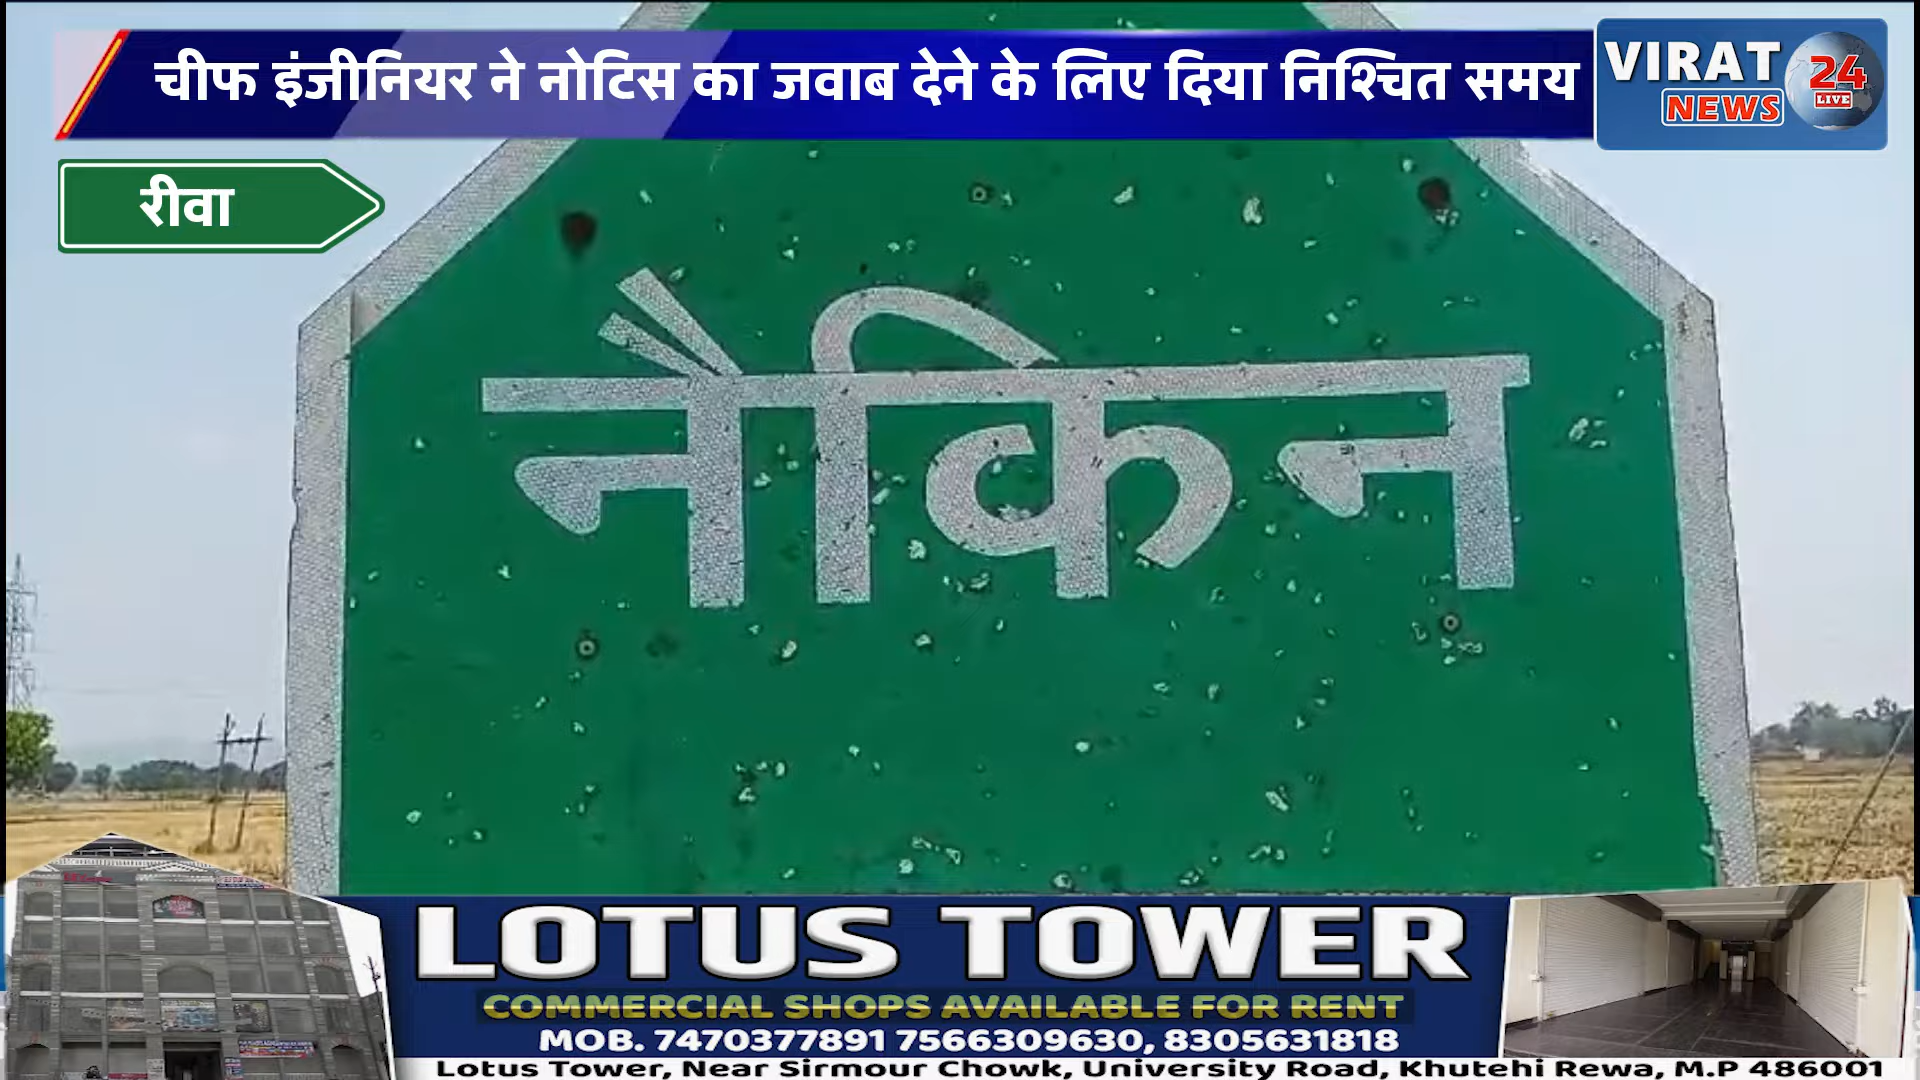 चीफ इंजीनियर ने नोटिस का जवाब देने के लिए दिया निश्चित समय
VIRAT
NEWS
24
LIVE
रीवा
नैकिन
LOTUS TOWER
COMMERCIAL SHOPS AVAILABLE FOR RENT
MOB. 7470377891 7566309630, 8305631818
Lotus Tower, Near Sirmour Chowk, University Road, Khutehi Rewa, M.P 486001